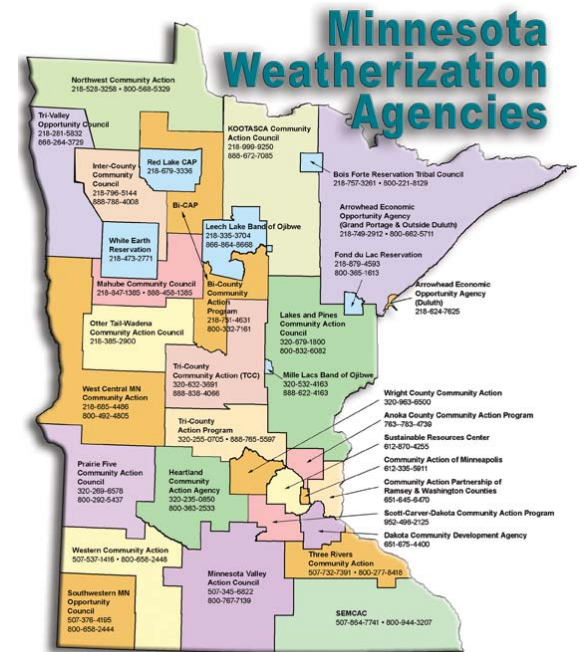 Minnesota
Weatherization
Agencies
Northwest Community Action
218-528-3258 • 800-568-5329
Tri-Valley
Opportunity Council
218-281-5832
866-264-3729
KOOTASCA Community
Action Council
218-999-9250
888-672-7085
Inter-County
Community
Council
218-796-5144
888-788-4008
Red Lake CAP
218-679-3336
Bi-CAP
Bois Forte Reservation Tribal Council
218-757-3261 • 800-221-8129
Arrowhead Economic
Opportunity Agency
(Grand Portage & Outside Duluth)
218-749-2912 • 800-662-5711
Leech Lake Band of Ojibwe
218-335-3704
866-864-8668
White Earth
Reservation
218-473-2771
Fond du Lac Reservation
218-879-4593
800-365-1613
Mahube Community Council
218-847-1385 • 888-458-1385
Bi-County
Community
Action
Program
218-751-4631
800-332-7161
Arrowhead Economic
Opportunity Agency
(Duluth)
218-624-7625
Otter Tail-Wadena
Community Action Council
218-385-2900
Lakes and Pines
Community Action
Council
320-679-1800
800-832-6082
Tri-County
Community Action (TCC)
320-632-3691
888-838-4066
Mille Lacs Band of Ojibwe
320-532-4163
888-622-4163
West Central MN
Community Action
218-685-4486
800-492-4805
Tri-County
Action Program
320-255-0705 • 888-765-5597
Wright County Community Action
320-963-6500
Anoka County Community Action Program
763-783-4739
Sustainable Resources Center
612-870-4255
Community Action of Minneapolis
612-335-5911
Community Action Partnership of
Ramsey & Washington Counties
651-645-6470
Scott-Carver-Dakota Community Action Program
952-496-2125
Dakota Community Development Agency
651-675-4400
Prairie Five
Community Action
Council
320-269-6578
800-292-5437
Heartland
Community
Action Agency
320-235-0850
800-363-2533
Western Community Action
507-537-1416 • 800-658-2448
Three Rivers
Community Action
507-732-7391 • 800-277-8418
Minnesota Valley
Action Council
507-345-6822
800-767-7139
Southwestern MN
Opportunity
Council
507-376-4195
800-658-2444
SEMCAC
507-864-7741 • 800-944-3207